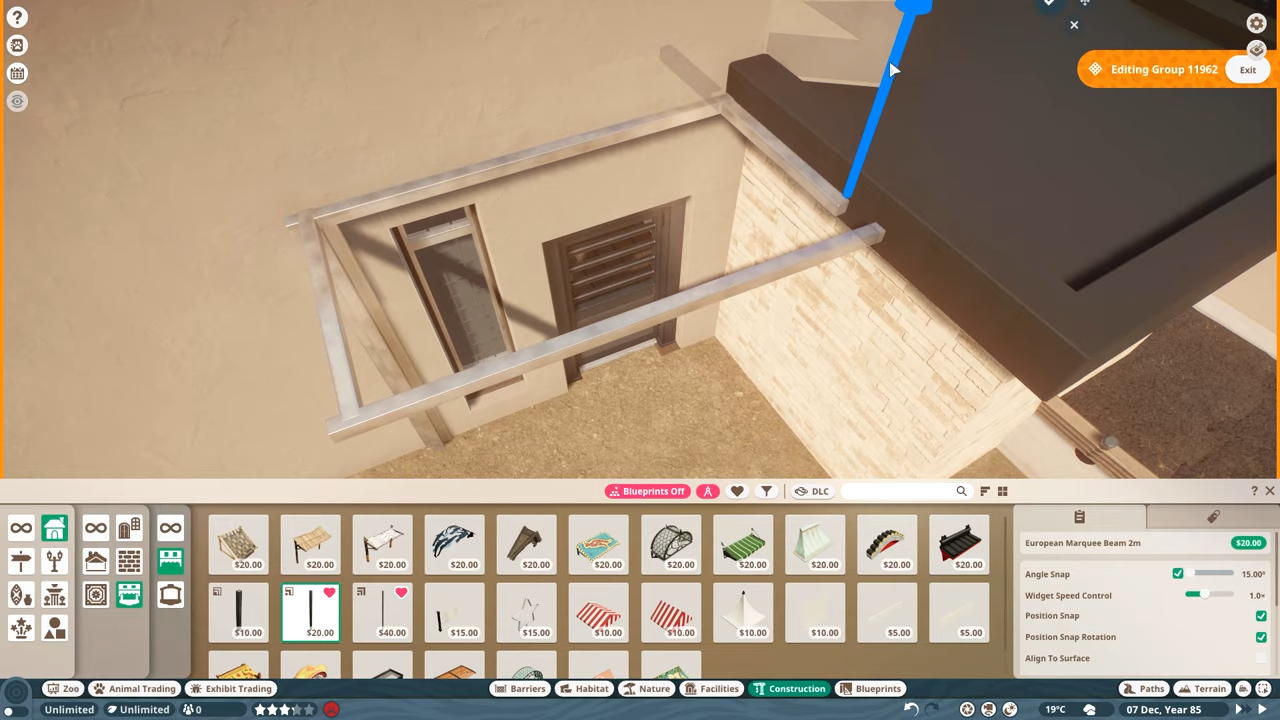 Editing Group 11962
Exit
Blueprints Off
DLC
$20.00 $20.00 $20.00 $20.00 $20.00 $20.00 $20.00 $20.00 $20.00 $20.00 $20.00
$10.00 $20.00 $40.00 $15.00 $15.00 $10.00 $10.00 $10.00 $10.00 $5.00 $5.00
European Marquee Beam 2m $20.00
Angle Snap 15.00°
Widget Speed Control 1.0×
Position Snap
Position Snap Rotation
Align To Surface
Zoo Animal Trading Exhibit Trading Barriers Habitat Nature Facilities Construction Blueprints Paths Terrain
Unlimited Unlimited 0 19°C 07 Dec, Year 85